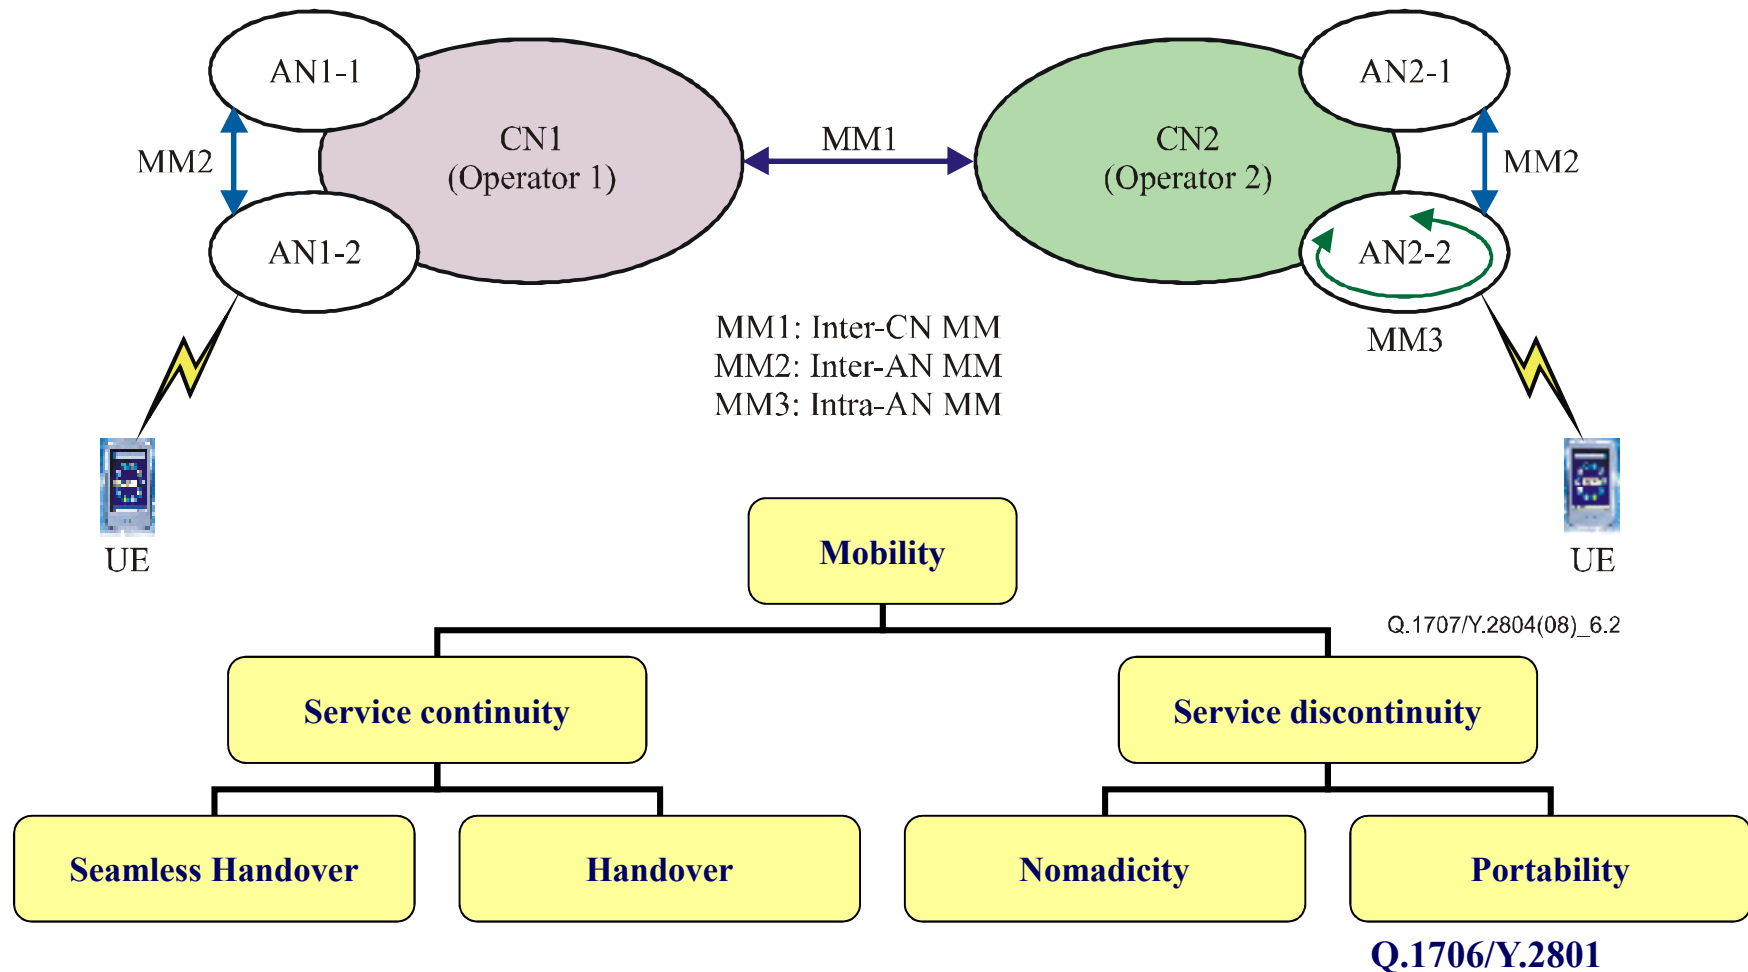 AN1-1
AN2-1
CN1
(Operator 1)
MM1
CN2
(Operator 2)
MM2
MM2
AN1-2
AN2-2
MM3
MM1: Inter-CN MM
MM2: Inter-AN MM
MM3: Intra-AN MM
UE
UE
Mobility
Q.1707/Y.2804(08)_6.2
Service continuity
Service discontinuity
Seamless Handover
Handover
Nomadicity
Portability
Q.1706/Y.2801